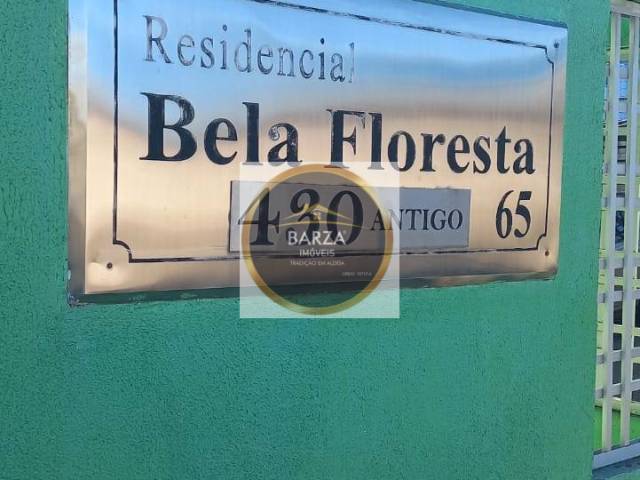 Residencial
Bela Floresta
430 ANTIGO 65
BARZA
IMÓVEIS
TRADIÇÃO EM ALDEIA